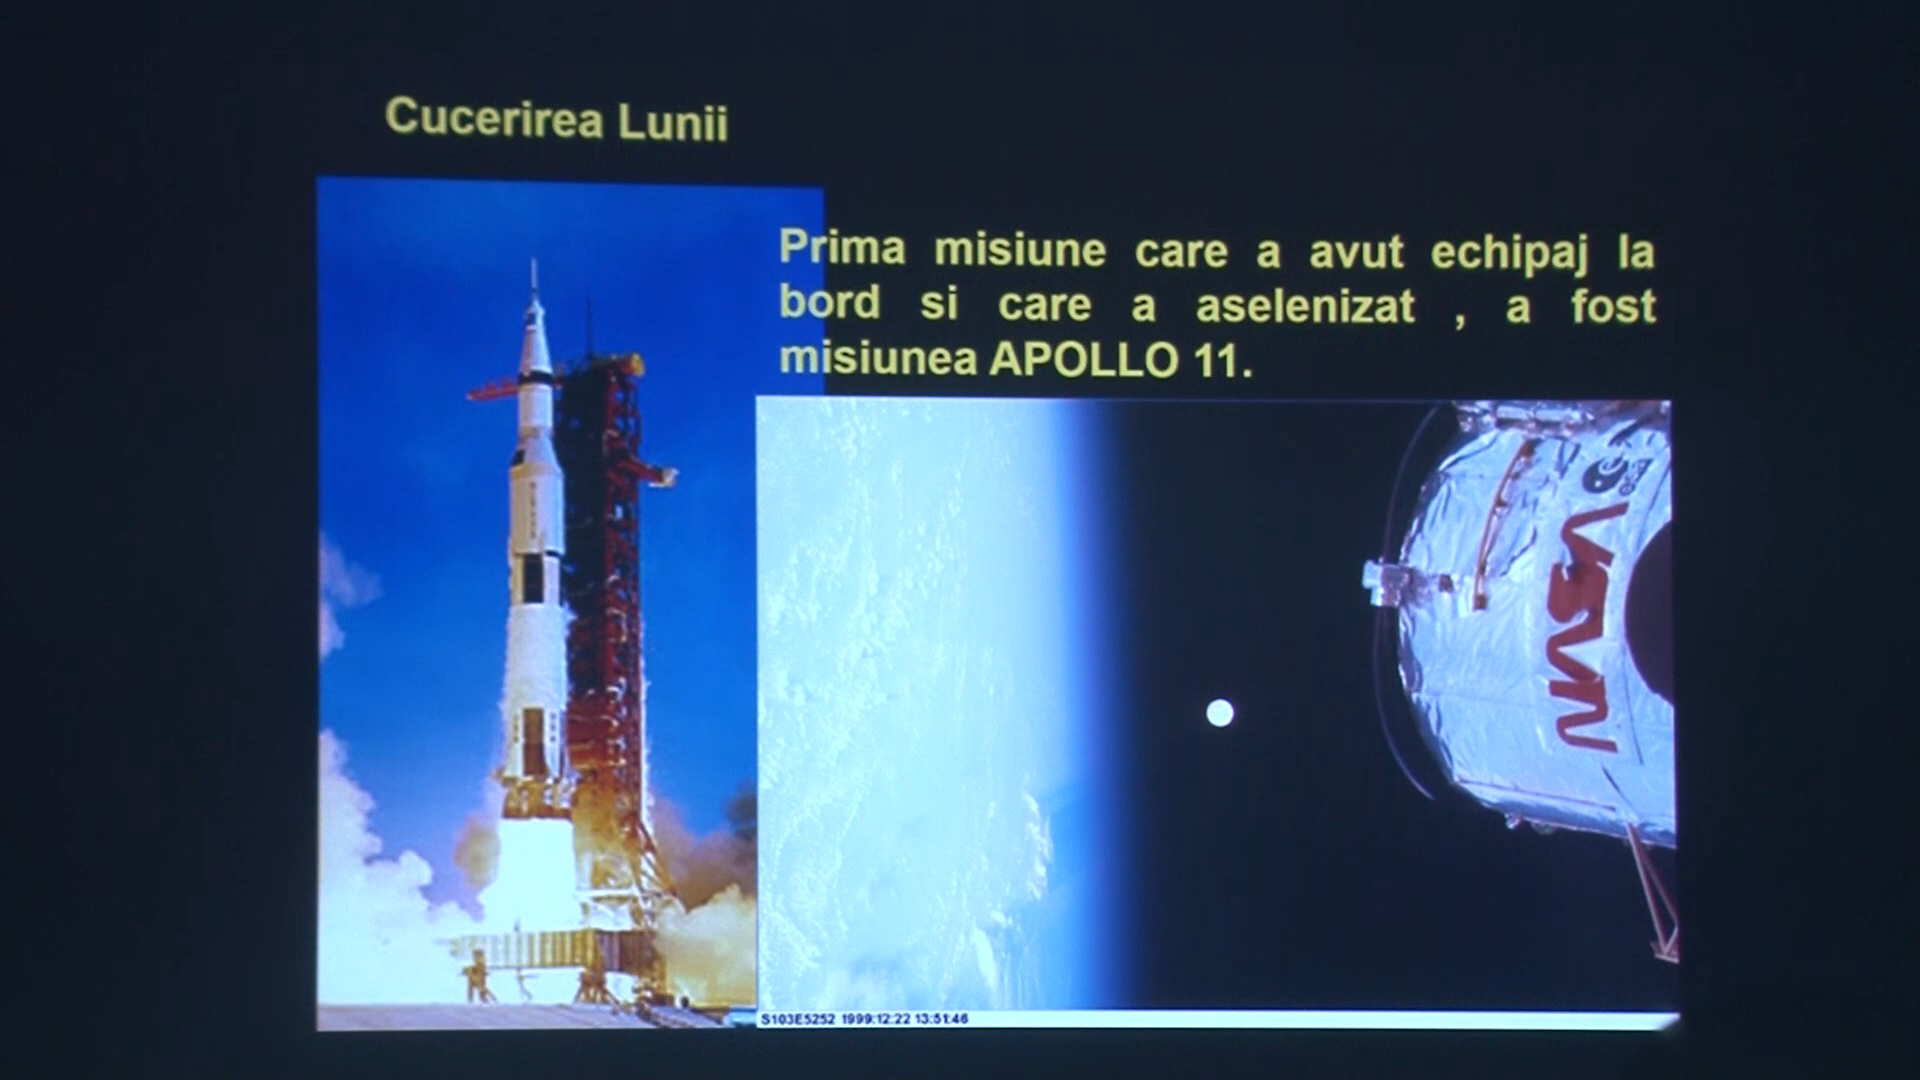 Cucerirea Lunii
Prima misiune care a avut echipaj la
bord si care a aselenizat , a fost
misiunea APOLLO 11.
NASA
S103E5252 1999:12:22 13:51:46